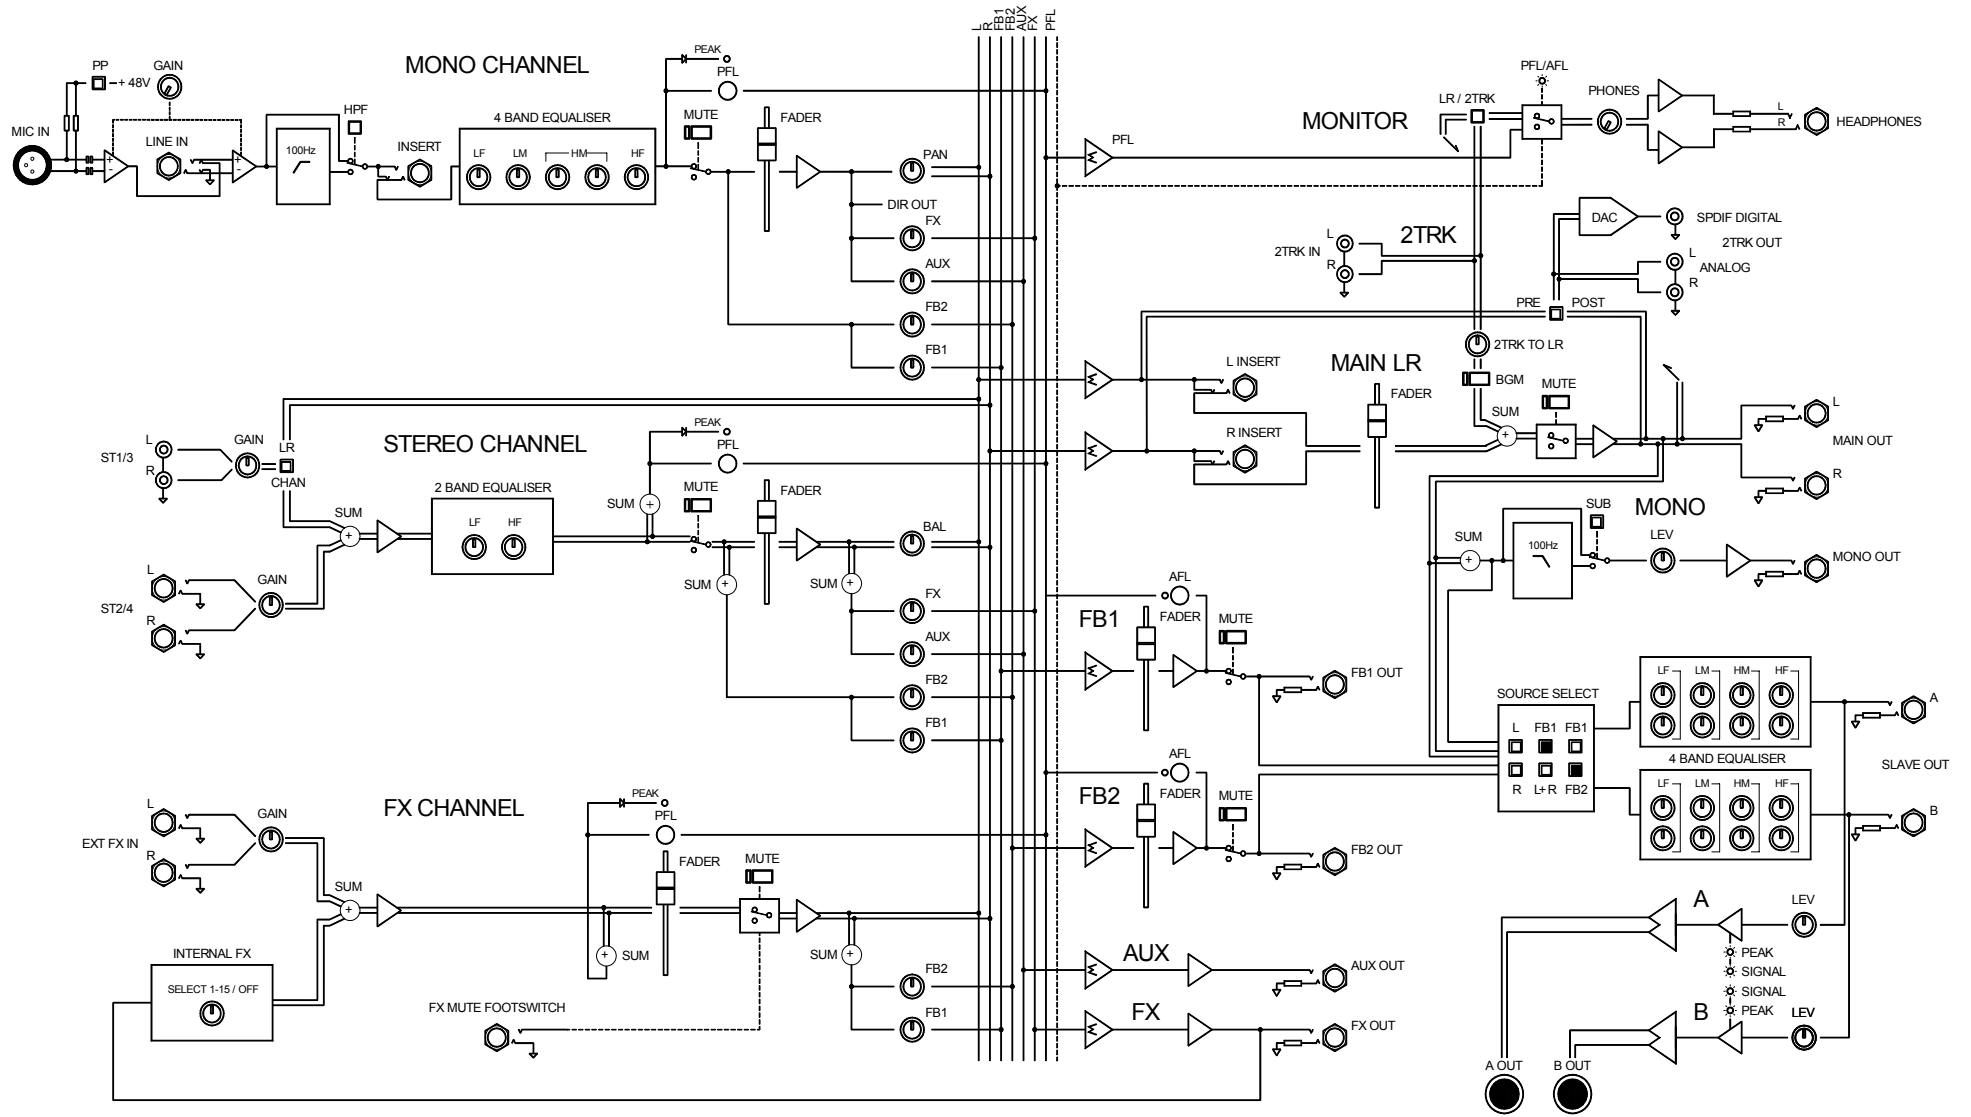 L
R
FB1
FB2
AUX
FX
PFL
MONO CHANNEL
PP
+ 48V
GAIN
MIC IN
+
-
LINE IN
+
-
100Hz
HPF
INSERT
4 BAND EQUALISER
LF
LM
HM
HF
PEAK
PFL
MUTE
FADER
PAN
DIR OUT
FX
AUX
FB2
FB1
STEREO CHANNEL
ST1/3
L
R
GAIN
LR
CHAN
SUM
+
ST2/4
L
R
GAIN
2 BAND EQUALISER
LF
HF
PEAK
PFL
SUM
+
MUTE
FADER
SUM
+
SUM
+
BAL
FX
AUX
FB2
FB1
FX CHANNEL
EXT FX IN
L
R
GAIN
SUM
+
INTERNAL FX
SELECT 1-15 / OFF
PEAK
PFL
FADER
MUTE
SUM
+
SUM
+
FX MUTE FOOTSWITCH
FB2
FB1
MONITOR
PFL
LR / 2TRK
PFL/AFL
PHONES
L
R
HEADPHONES
2TRK
2TRK IN
L
R
DAC
SPDIF DIGITAL
2TRK OUT
L
ANALOG
R
PRE
POST
2TRK TO LR
BGM
MAIN LR
L INSERT
R INSERT
FADER
SUM
+
MUTE
L
MAIN OUT
R
MONO
SUM
+
100Hz
SUB
LEV
MONO OUT
FB1
AFL
FADER
MUTE
FB1 OUT
FB2
AFL
FADER
MUTE
FB2 OUT
SOURCE SELECT
L FB1 FB1
R L+R FB2
LF
LM
HM
HF
4 BAND EQUALISER
LF
LM
HM
HF
A
SLAVE OUT
B
AUX
AUX OUT
FX
FX OUT
A
LEV
PEAK
SIGNAL
SIGNAL
PEAK
B
LEV
A OUT
B OUT